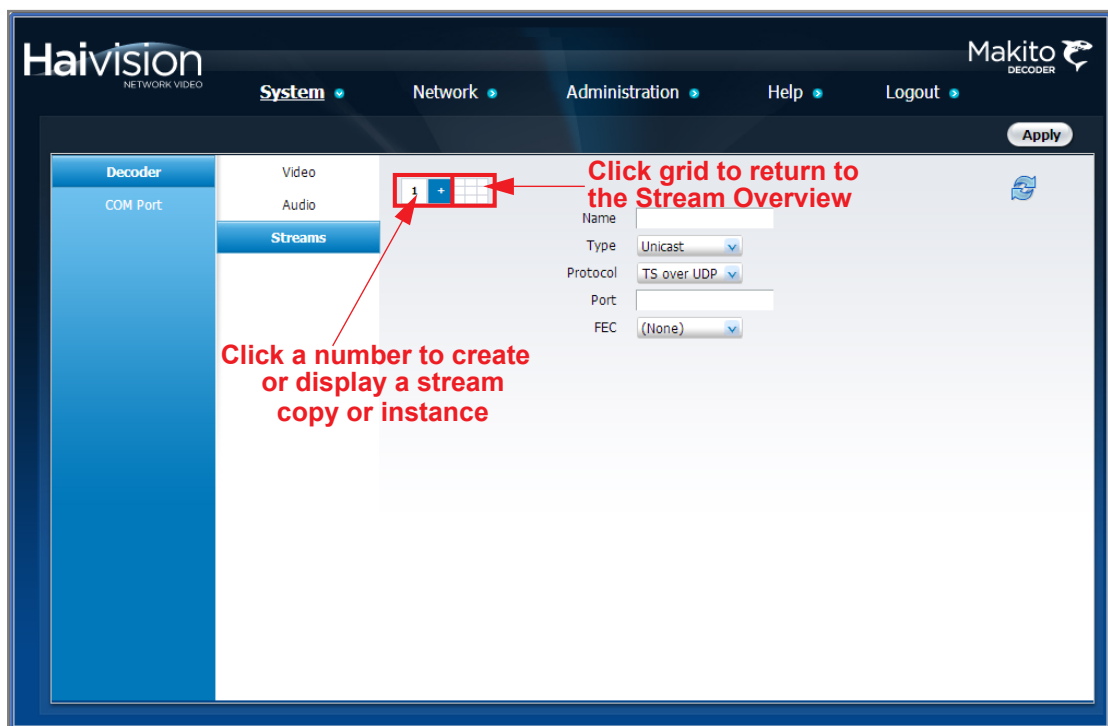 Haivision
NETWORK VIDEO
Makito
DECODER
System Network Administration Help Logout
Apply
Decoder
COM Port
Video
Audio
Streams
1 +
Click grid to return to
the Stream Overview
Name
Type Unicast
Protocol TS over UDP
Port
FEC (None)
Click a number to create
or display a stream
copy or instance